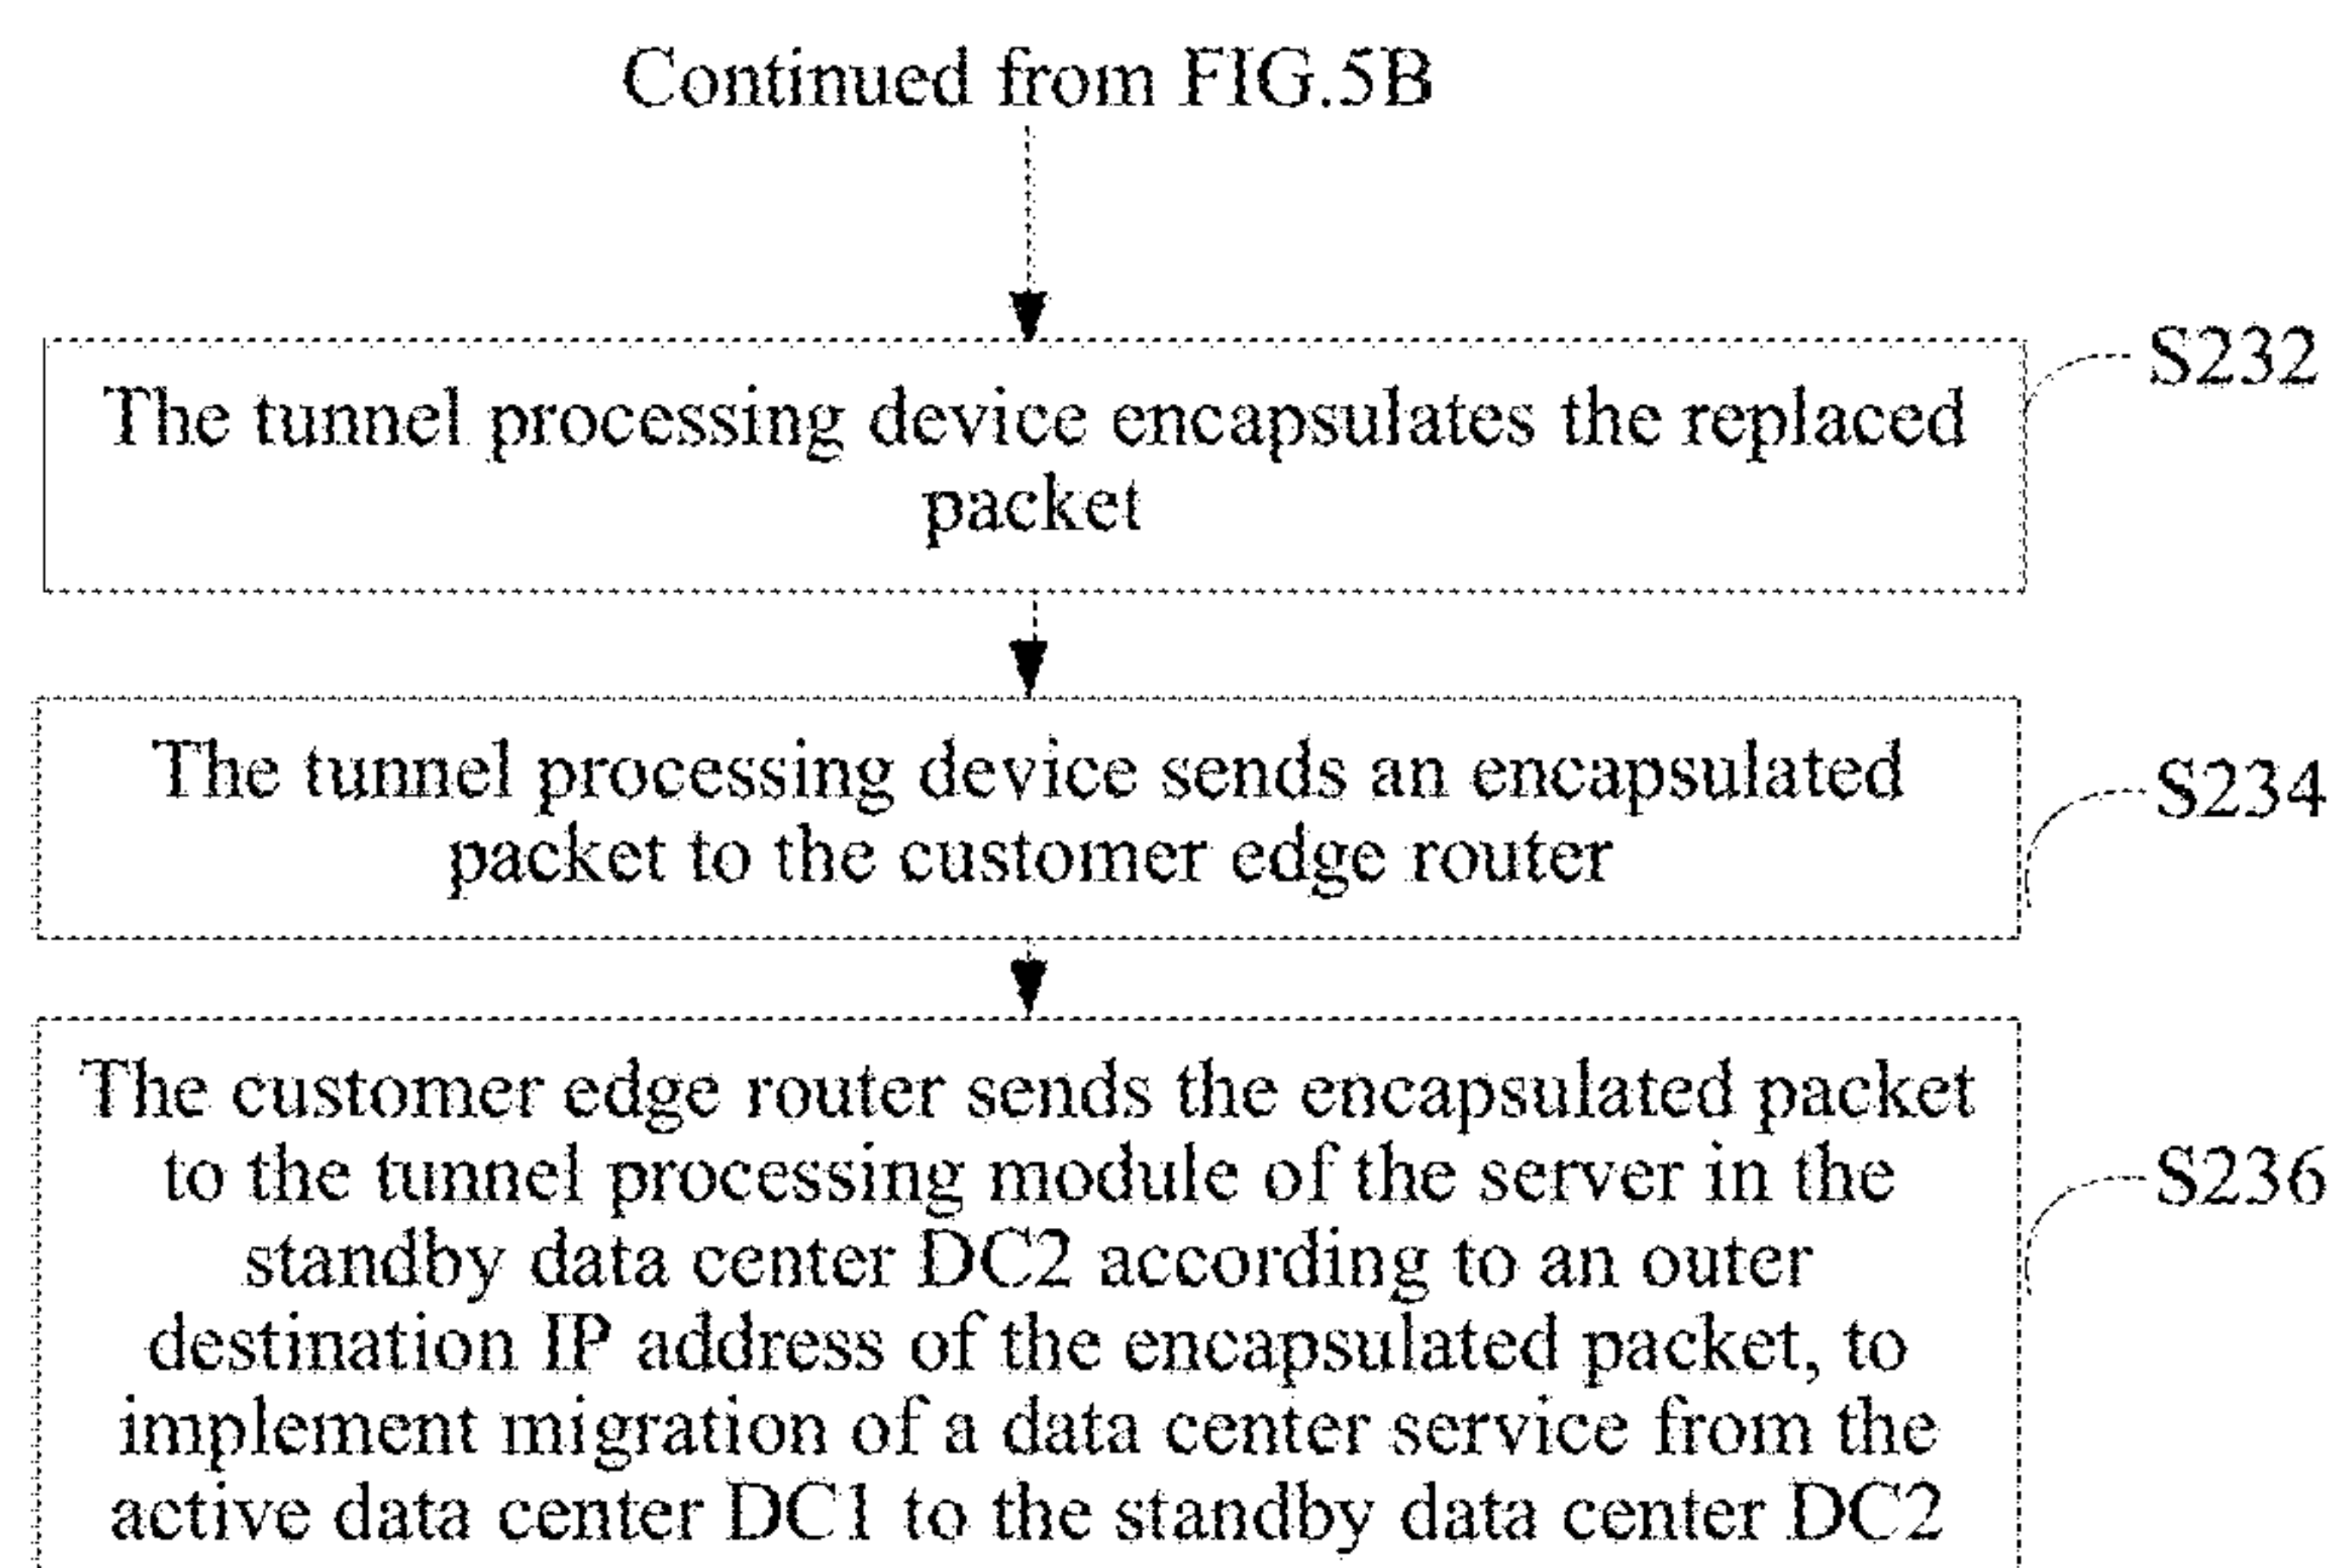 Continued from FIG.5B
S232
The tunnel processing device encapsulates the replaced
packet
The tunnel processing device sends an encapsulated
S234
packet to the customer edge router
The customer edge router sends the encapsulated packet
to the tunnel processing module of the server in the
S236
standby data center DC2 according to an outer
destination IP address of the encapsulated packet, to
implement migration of a data center service from the
active data center DC1 to the standby data center DC2